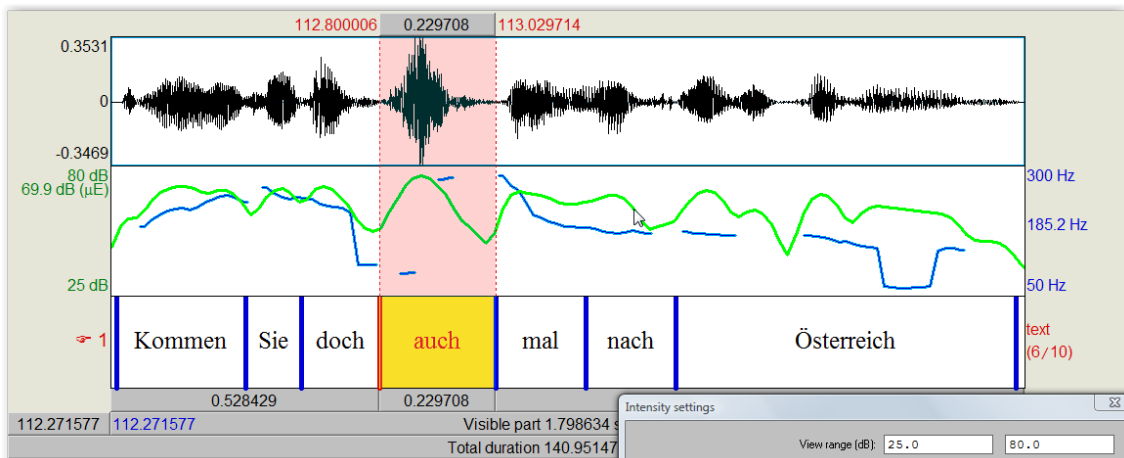 112.800006 0.229708 113.029714
0.3531
0
-0.3469
80 dB 300 Hz
69.9 dB (µE)
185.2 Hz
25 dB 50 Hz
☞ 1 Kommen Sie doch auch mal nach Österreich text
(6/10)
0.528429 0.229708
Intensity settings
112.271577 112.271577 Visible part 1.798634 s
View range (dB): 25.0 80.0
Total duration 140.95147